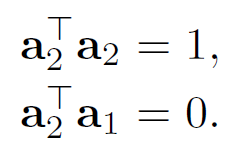 a₂ᵀa₂ = 1,
a₂ᵀa₁ = 0.